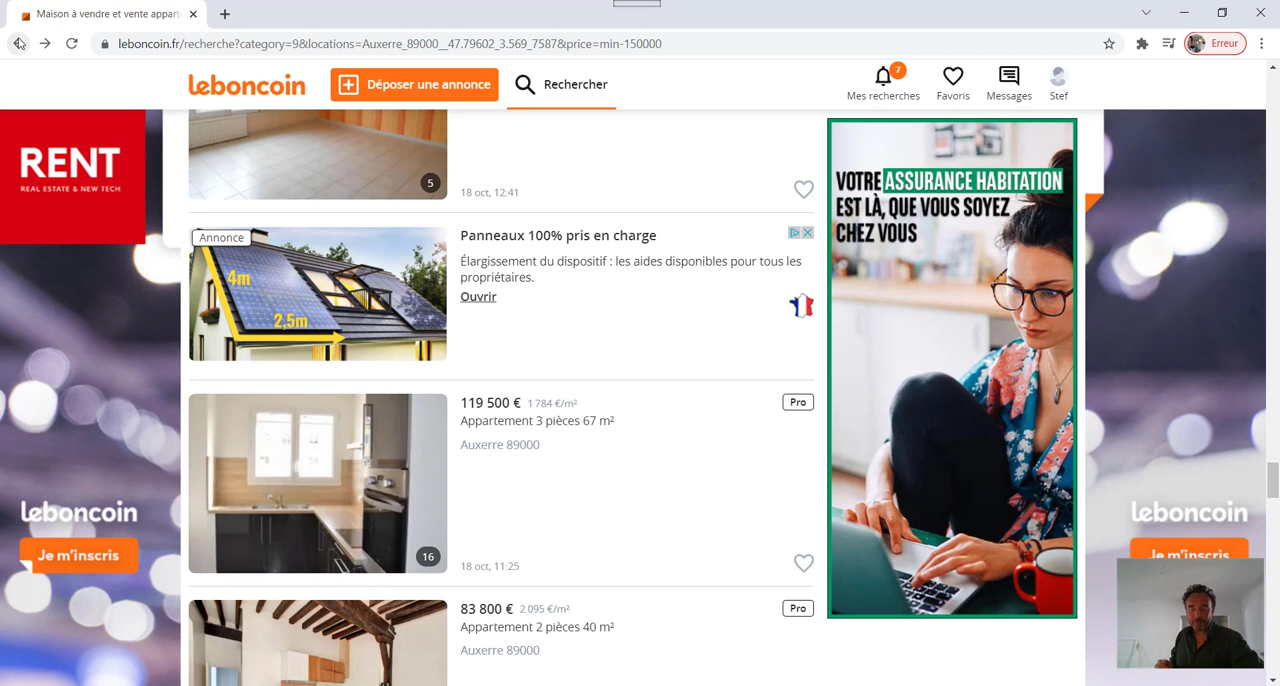 Maison à vendre et vente appart
leboncoin.fr/recherche?category=9&locations=Auxerre_89000__47.79602_3.569_7587&price=min-150000
Erreur
leboncoin
Déposer une annonce
Rechercher
7
Mes recherches
Favoris
Messages
Stef
RENT
REAL ESTATE & NEW TECH
5
18 oct, 12:41
Annonce
4m
2,5m
Panneaux 100% pris en charge
Élargissement du dispositif : les aides disponibles pour tous les
propriétaires.
Ouvrir
119 500 € 1 784 €/m²
Pro
Appartement 3 pièces 67 m²
Auxerre 89000
16
18 oct, 11:25
83 800 € 2 095 €/m²
Pro
Appartement 2 pièces 40 m²
Auxerre 89000
VOTRE ASSURANCE HABITATION
EST LÀ, QUE VOUS SOYEZ
CHEZ VOUS
leboncoin
Je m'inscris
leboncoin
Je m'inscris